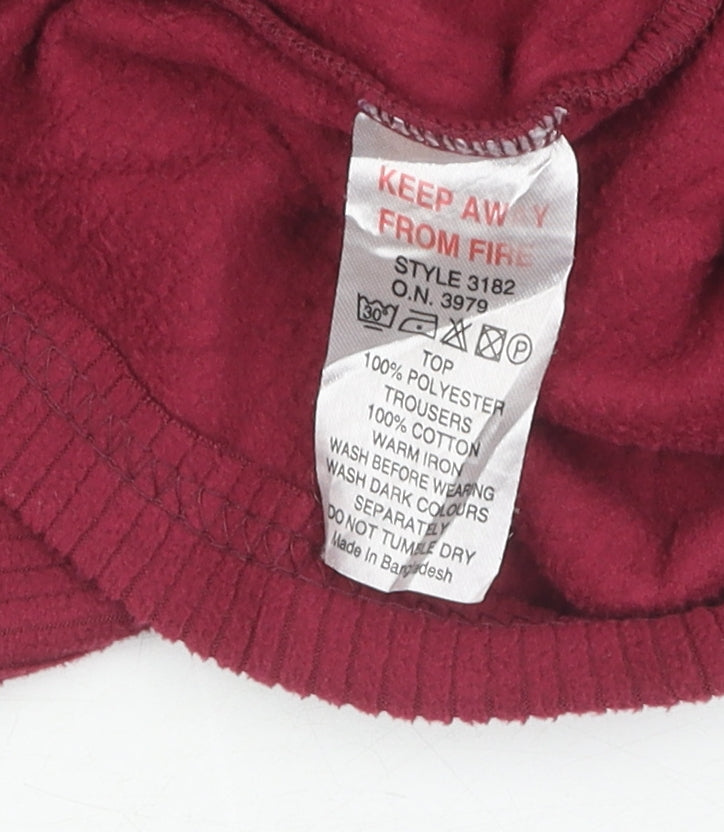 KEEP AWAY
FROM FIRE
STYLE 3182
O.N. 3979
30° P
TOP
100% POLYESTER
TROUSERS
100% COTTON
WARM IRON
WASH BEFORE WEARING
WASH DARK COLOURS
SEPARATELY
DO NOT TUMBLE DRY
Made In Bangladesh